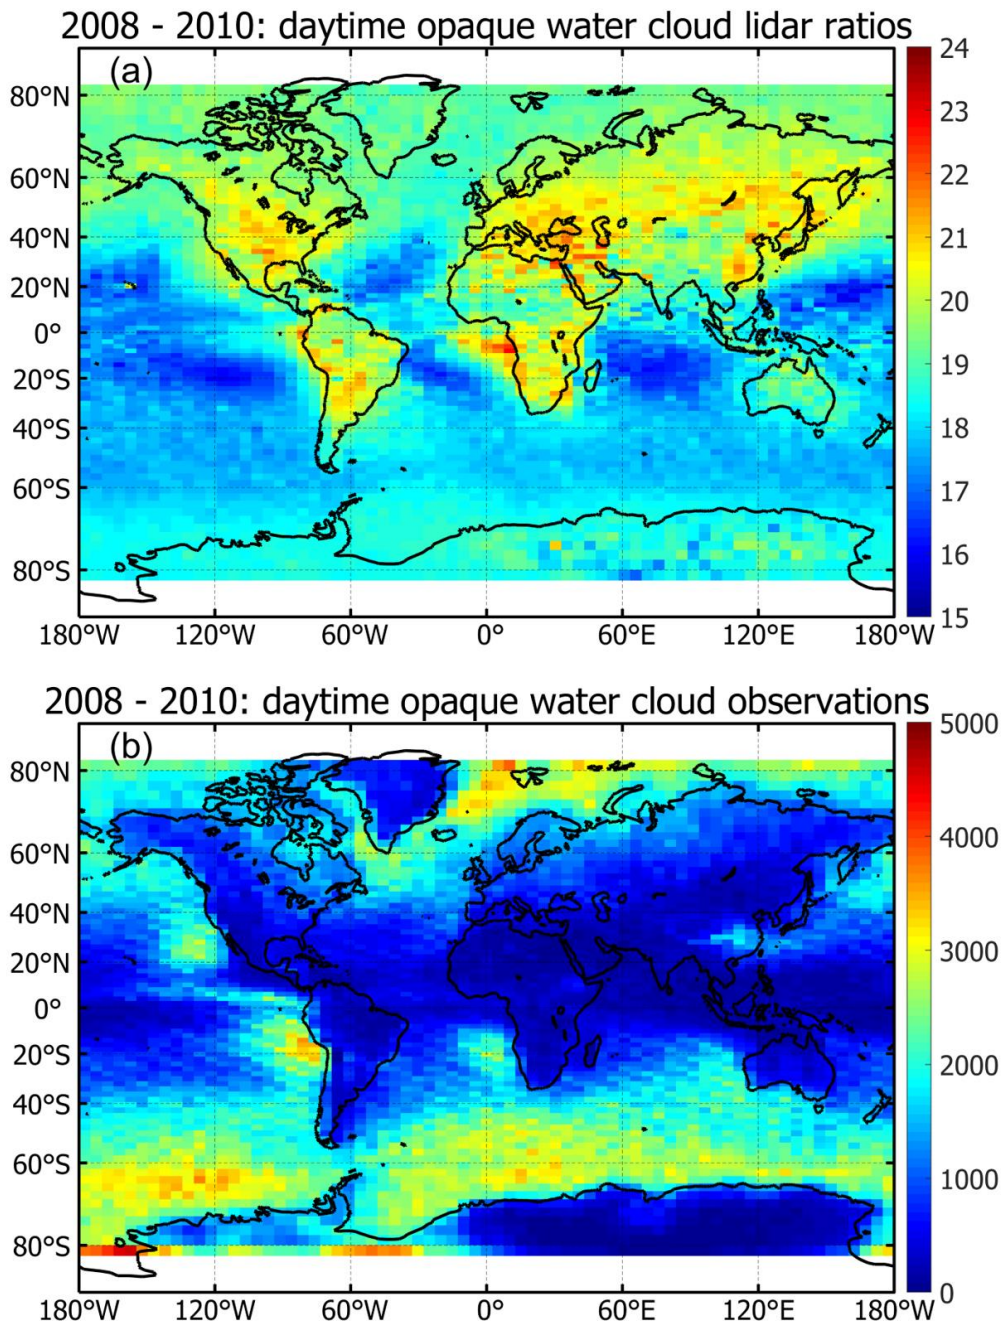 2008 - 2010: daytime opaque water cloud lidar ratios
(a)
80°N
60°N
40°N
20°N
0°
20°S
40°S
60°S
80°S
180°W 120°W 60°W 0° 60°E 120°E 180°W
24
23
22
21
20
19
18
17
16
15
2008 - 2010: daytime opaque water cloud observations
(b)
80°N
60°N
40°N
20°N
0°
20°S
40°S
60°S
80°S
180°W 120°W 60°W 0° 60°E 120°E 180°W
5000
4000
3000
2000
1000
0